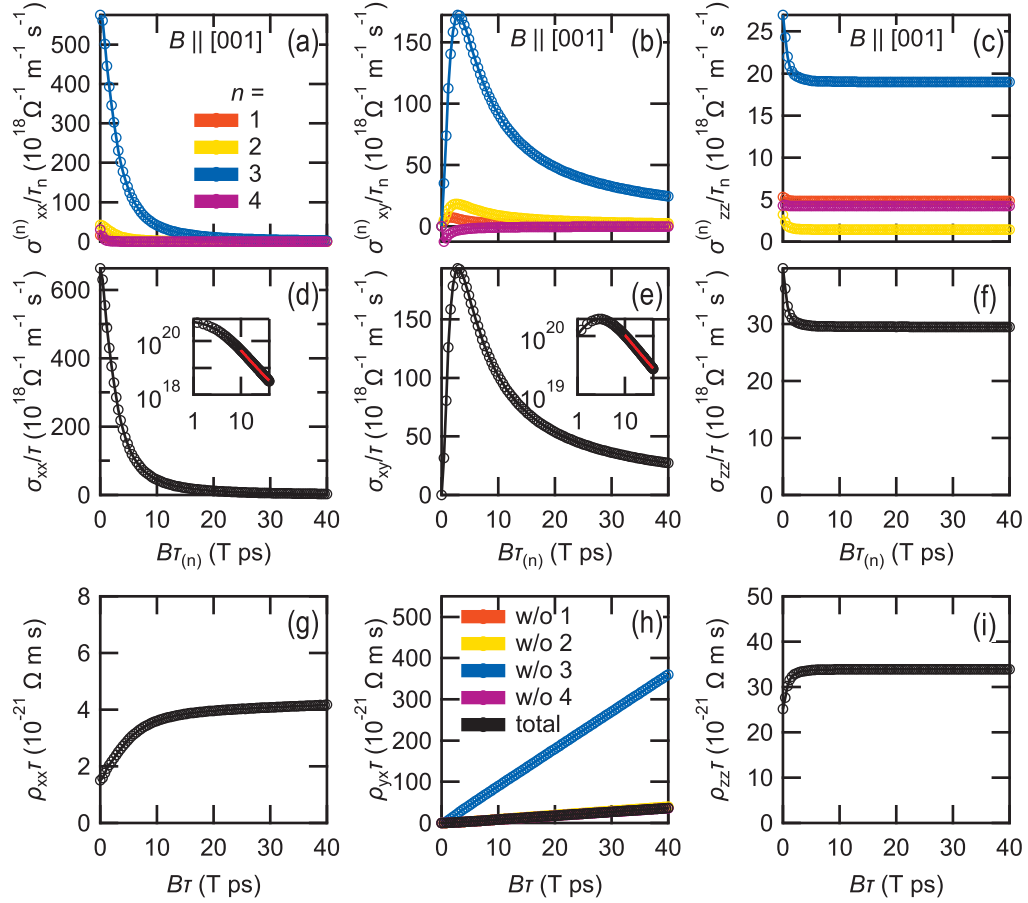 σ(n)xx/τn (10^18 Ω^-1 m^-1 s^-1)
500
400
300
200
100
0
B || [001]
(a)
n =
1
2
3
4
σ(n)xy/τn (10^18 Ω^-1 m^-1 s^-1)
150
100
50
0
B || [001]
(b)
σ(n)zz/τn (10^18 Ω^-1 m^-1 s^-1)
25
20
15
10
5
0
B || [001]
(c)
σxx/τ (10^18 Ω^-1 m^-1 s^-1)
600
400
200
0
(d)
10^20
10^18
1
10
0
10
20
30
40
Bτ(n) (T ps)
σxy/τ (10^18 Ω^-1 m^-1 s^-1)
150
100
50
0
(e)
10^20
10^19
1
10
0
10
20
30
40
Bτ(n) (T ps)
σzz/τ (10^18 Ω^-1 m^-1 s^-1)
30
20
10
0
(f)
0
10
20
30
40
Bτ(n) (T ps)
ρxxτ (10^-21 Ω m s)
8
6
4
2
0
(g)
0
10
20
30
40
Bτ (T ps)
ρyxτ (10^-21 Ω m s)
500
400
300
200
100
0
w/o 1
w/o 2
w/o 3
w/o 4
total
(h)
0
10
20
30
40
Bτ (T ps)
ρzzτ (10^-21 Ω m s)
50
40
30
20
10
0
(i)
0
10
20
30
40
Bτ (T ps)